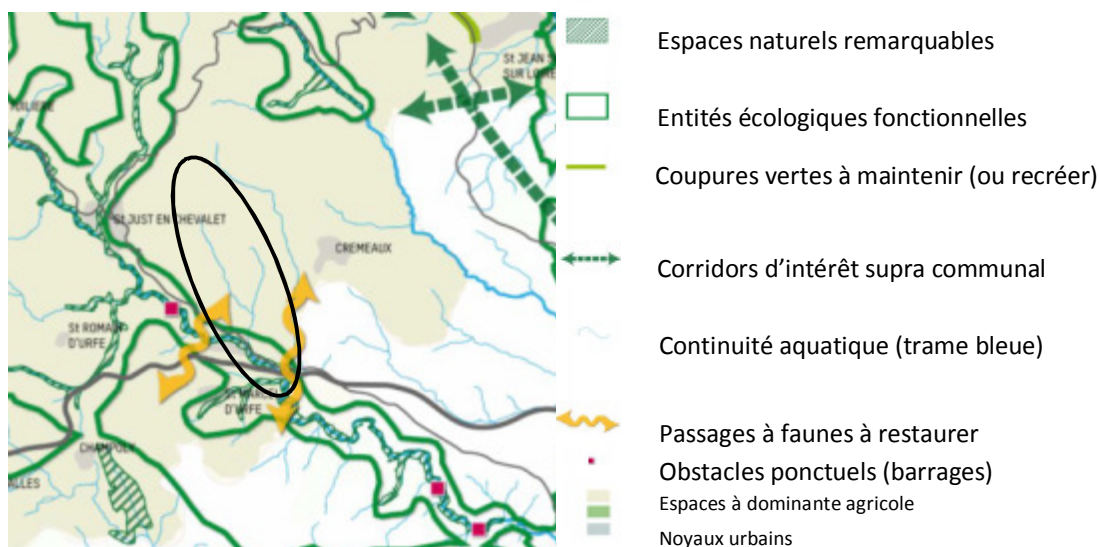 St JEAN S
SUR LOIRE
ST JUST EN CHEVALET
CREMEAUX
St ROMAIN
D'URFE
St MARCEL
D'URFE
CHAMPOLY
ALLES
Espaces naturels remarquables
Entités écologiques fonctionnelles
Coupures vertes à maintenir (ou recréer)
Corridors d'intérêt supra communal
Continuité aquatique (trame bleue)
Passages à faunes à restaurer
Obstacles ponctuels (barrages)
Espaces à dominante agricole
Noyaux urbains